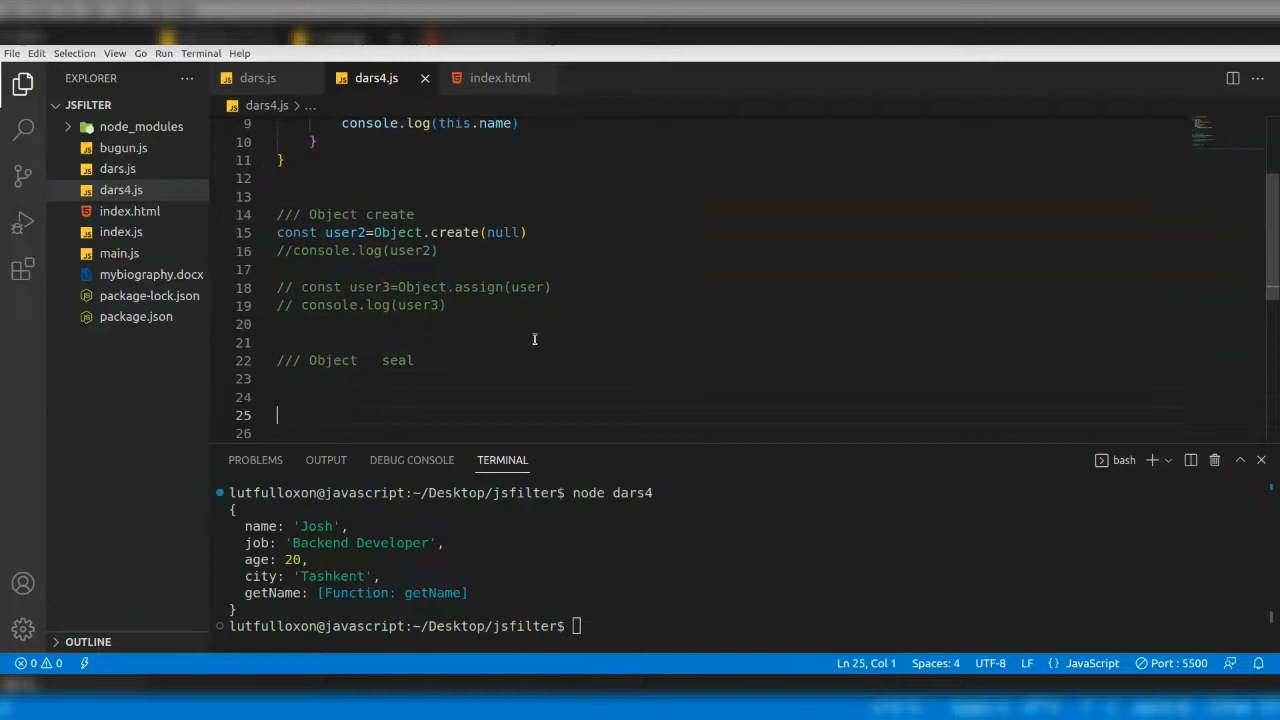 File Edit Selection View Go Run Terminal Help
EXPLORER
dars.js
dars4.js
index.html
JSFILTER
node_modules
bugun.js
dars.js
dars4.js
index.html
index.js
main.js
mybiography.docx
package-lock.json
package.json
OUTLINE
dars4.js > ...
9 console.log(this.name)
10 }
11 }
12
13
14 /// Object create
15 const user2=Object.create(null)
16 //console.log(user2)
17
18 // const user3=Object.assign(user)
19 // console.log(user3)
20
21
22 /// Object   seal
23
24
25
26
PROBLEMS OUTPUT DEBUG CONSOLE TERMINAL
bash
lutfulloxon@javascript:~/Desktop/jsfilter$ node dars4
{
name: 'Josh',
job: 'Backend Developer',
age: 20,
city: 'Tashkent',
getName: [Function: getName]
}
lutfulloxon@javascript:~/Desktop/jsfilter$
0 0 Ln 25, Col 1 Spaces: 4 UTF-8 LF {} JavaScript Port : 5500